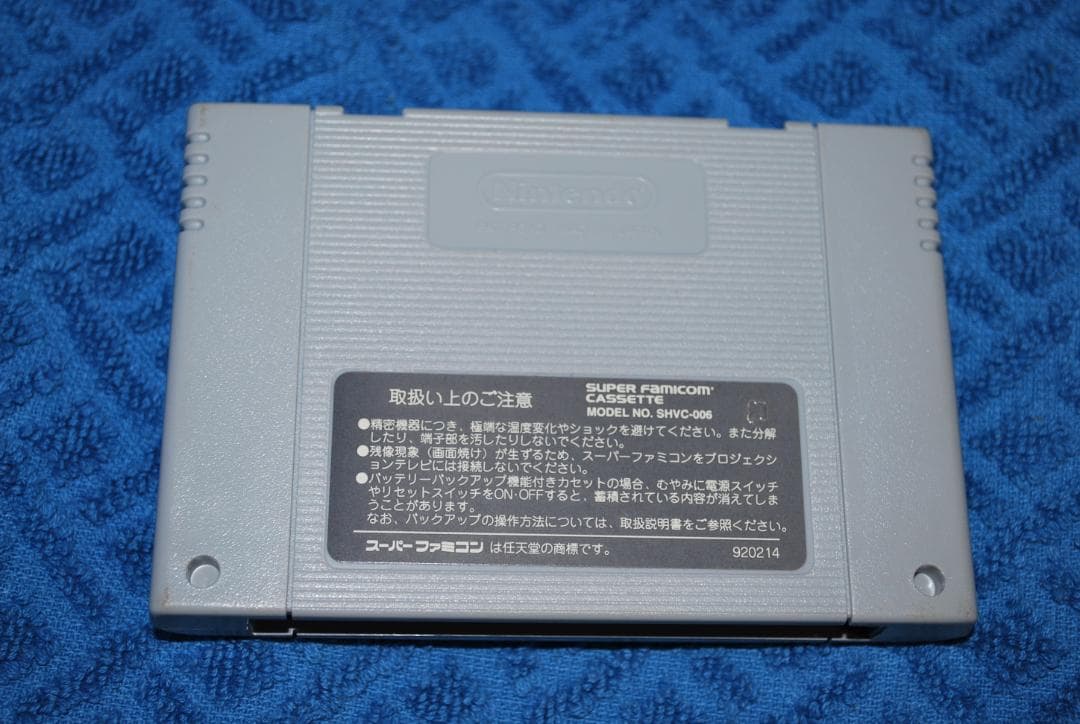 Nintendo
取扱い上のご注意
SUPER FAMICOM
CASSETTE
MODEL NO. SHVC-006
●精密機器につき、極端な温度変化やショックを避けてください。また分解
したり、端子部を汚したりしないでください。
●残像現象（画面焼け）が生ずるため、スーパーファミコンをプロジェクシ
ョンテレビには接続しないでください。
●バッテリーバックアップ機能付きカセットの場合、むやみに電源スイッチ
やリセットスイッチをON·OFFすると、蓄積されている内容が消えてしま
うことがあります。
なお、バックアップの操作方法については、取扱説明書をご参照ください。
スーパーファミコン は任天堂の商標です。
920214